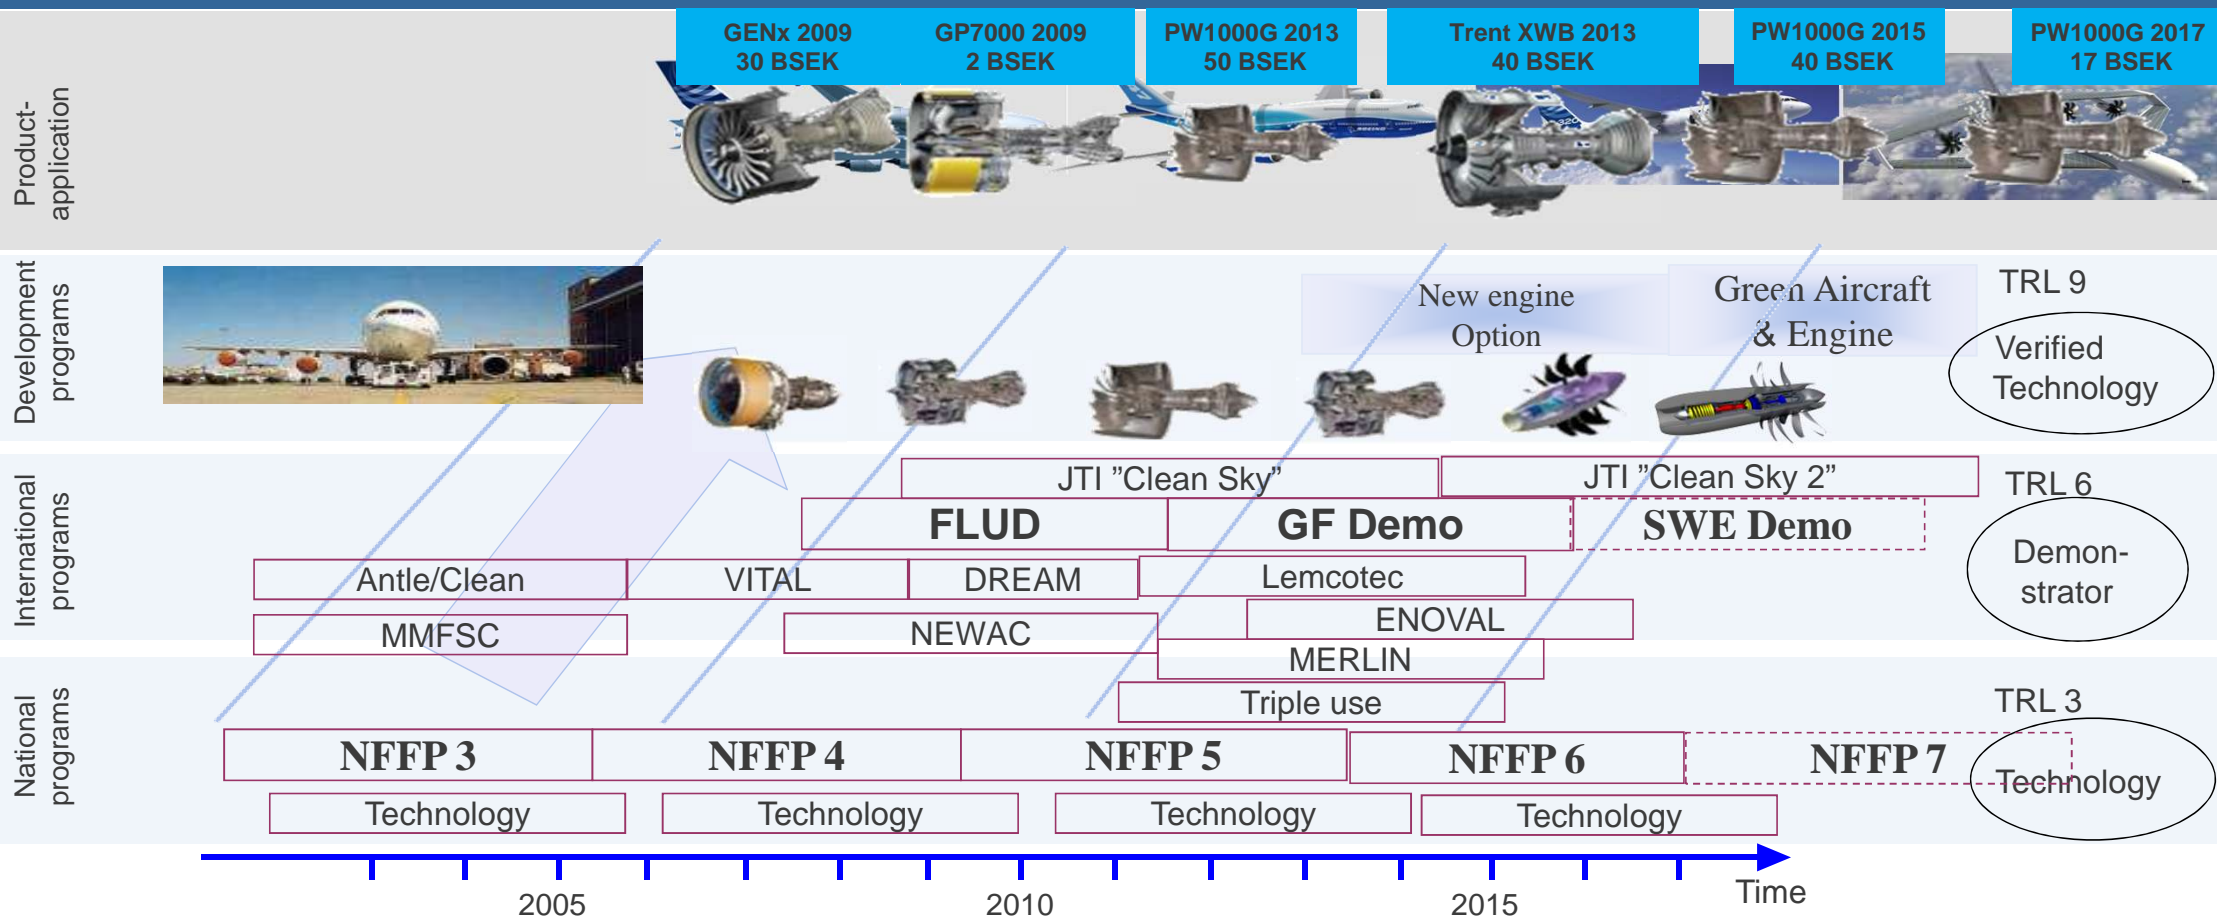 GENx 2009
30 BSEK
GP7000 2009
2 BSEK
PW1000G 2013
50 BSEK
Trent XWB 2013
40 BSEK
PW1000G 2015
40 BSEK
PW1000G 2017
17 BSEK
Product-
application
BOEING
320
Development
programs
New engine
Option
Green Aircraft
& Engine
TRL 9
Verified
Technology
International
programs
JTI ”Clean Sky”
JTI ”Clean Sky 2”
TRL 6
FLUD
GF Demo
SWE Demo
Demon-
strator
Antle/Clean
VITAL
DREAM
Lemcotec
MMFSC
NEWAC
ENOVAL
MERLIN
National
programs
Triple use
TRL 3
NFFP 3
NFFP 4
NFFP 5
NFFP 6
NFFP 7
Technology
Technology
Technology
Technology
Technology
2005
2010
2015
Time